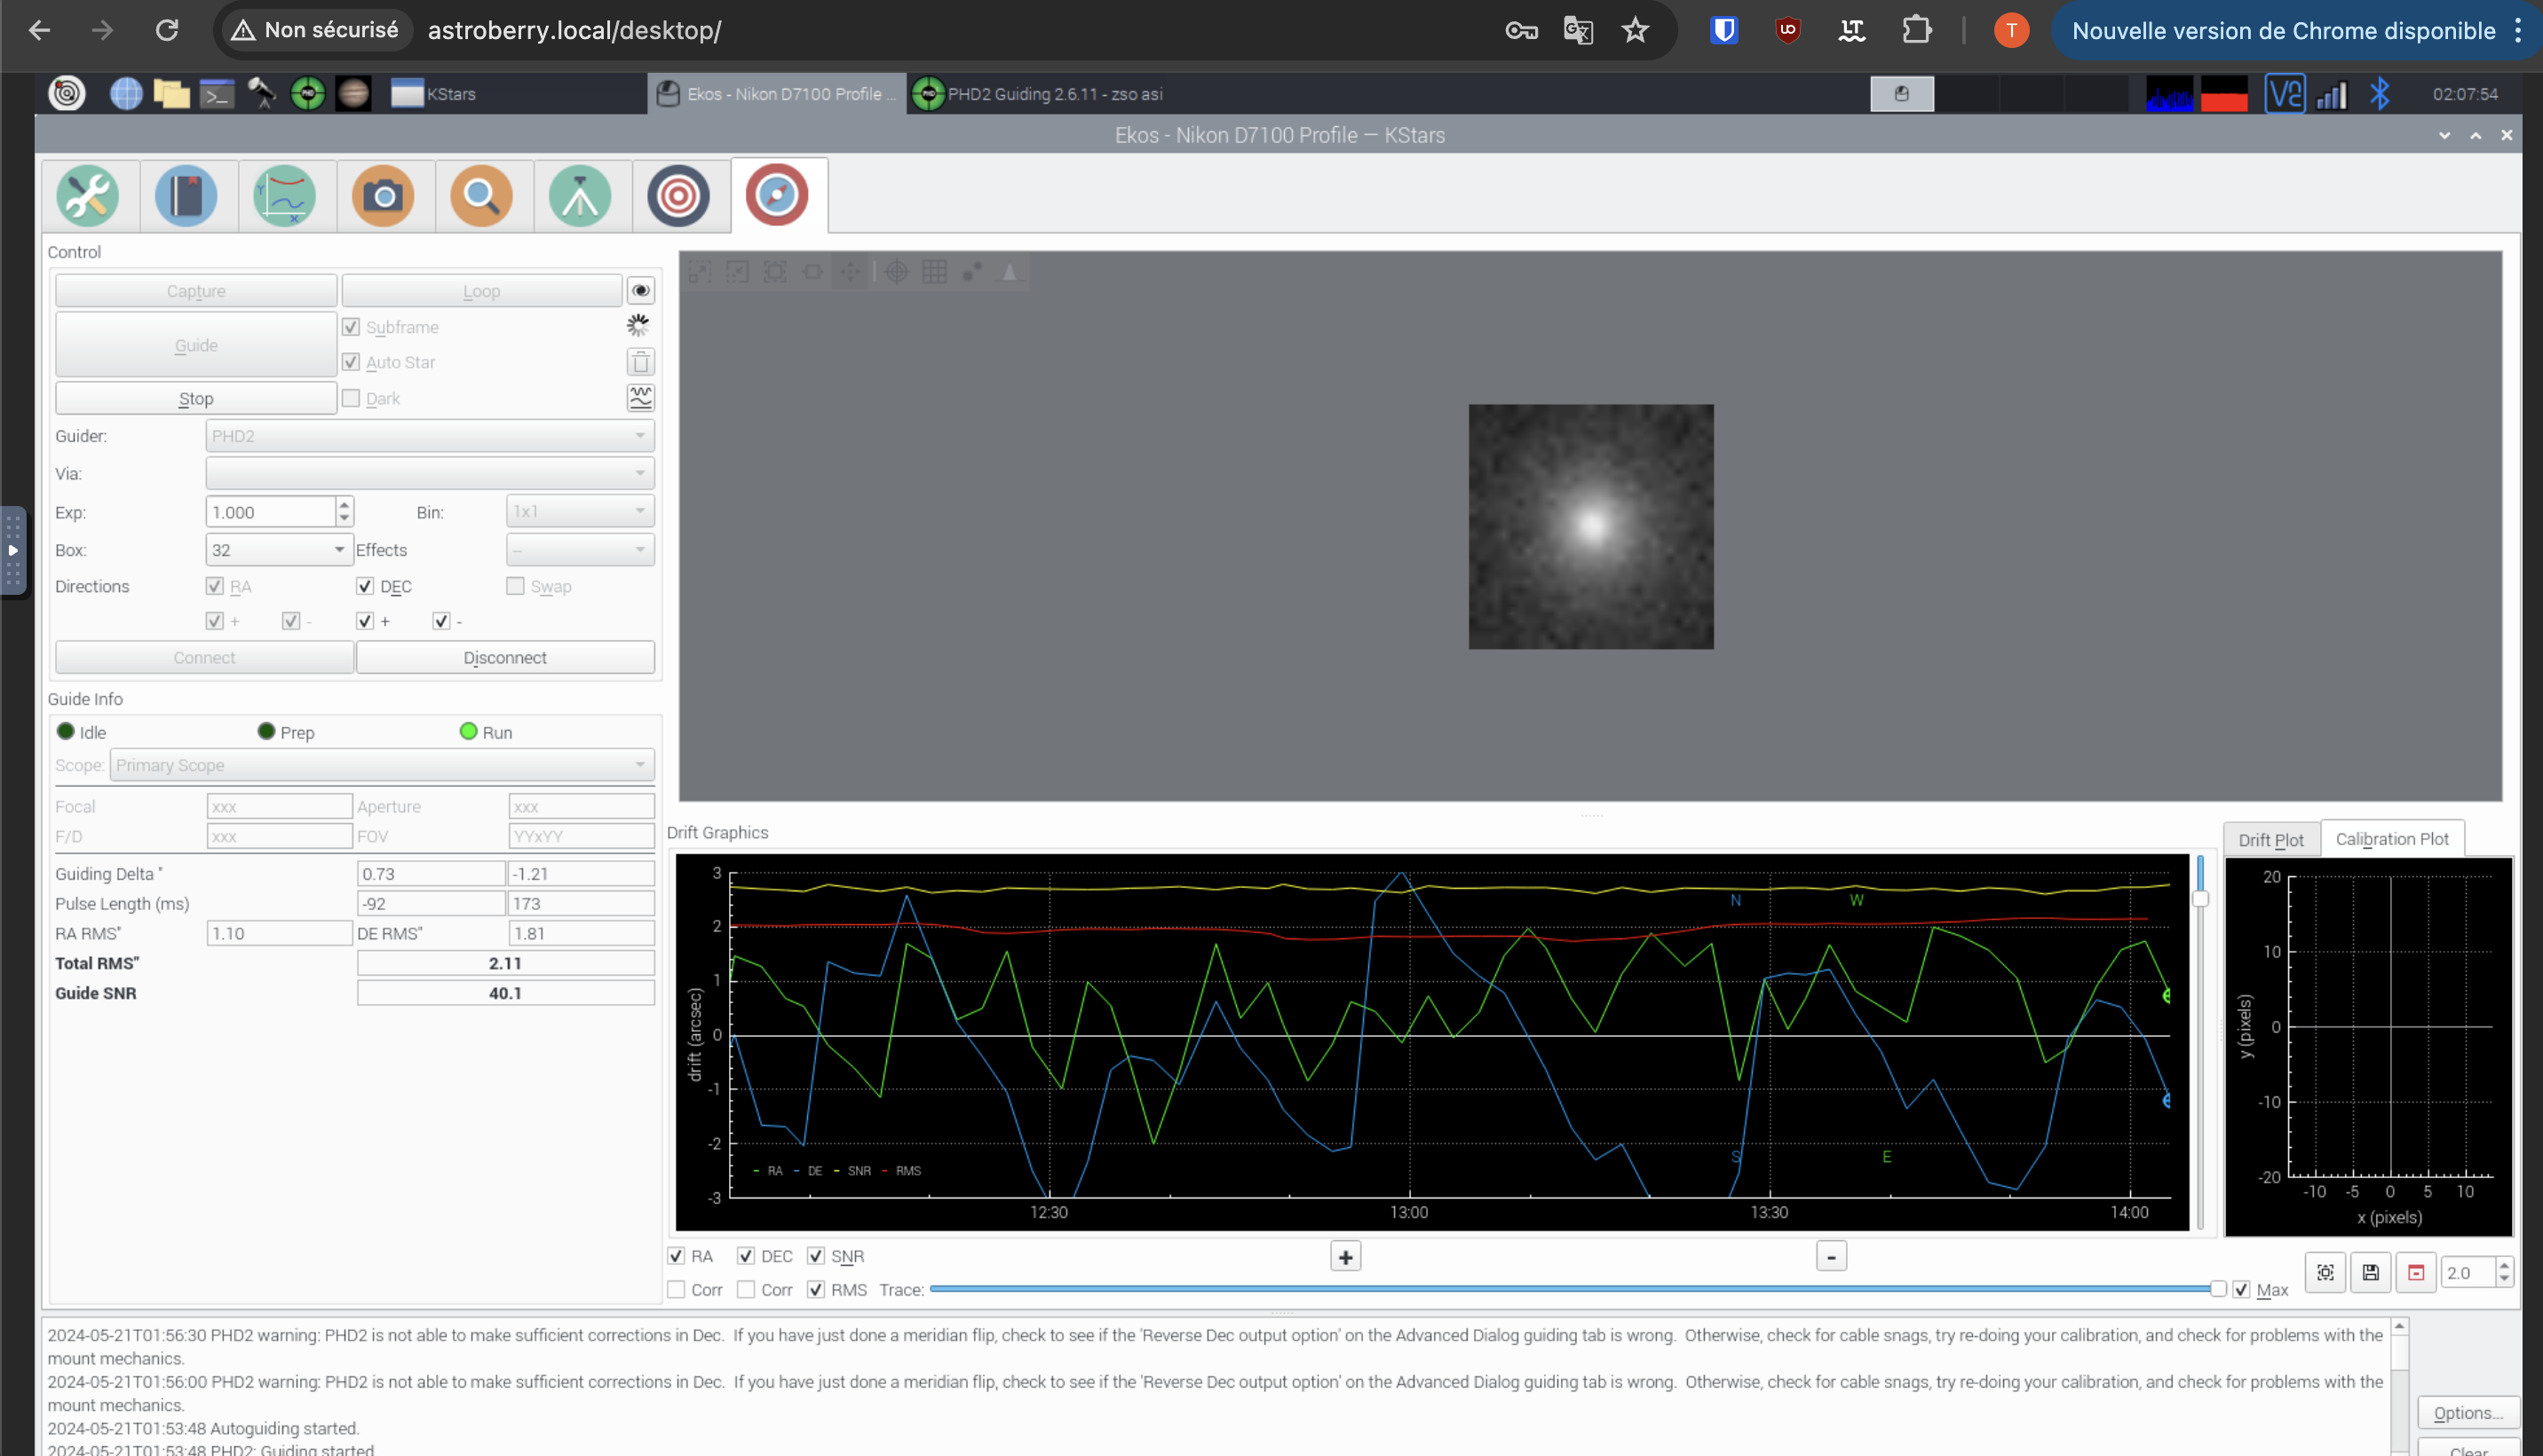 Non sécurisé
astroberry.local/desktop/
T
Nouvelle version de Chrome disponible
KStars
Ekos - Nikon D7100 Profile ...
PHD2 Guiding 2.6.11 - zso asi
02:07:54
Ekos - Nikon D7100 Profile — KStars
Control
Capture
Loop
Guide
Subframe
Auto Star
Stop
Dark
Guider:
PHD2
Via:
Exp:
1.000
Bin:
1x1
Box:
32
Effects
--
Directions
RA
DEC
Swap
+
-
+
-
Connect
Disconnect
Guide Info
Idle
Prep
Run
Scope:
Primary Scope
Focal
xxx
Aperture
xxx
F/D
xxx
FOV
YYxYY
Guiding Delta "
0.73
-1.21
Pulse Length (ms)
-92
173
RA RMS"
1.10
DE RMS"
1.81
Total RMS"
2.11
Guide SNR
40.1
Drift Graphics
3
2
1
0
-1
-2
-3
drift (arcsec)
N
W
S
E
RA
DE
SNR
RMS
12:30
13:00
13:30
14:00
Drift Plot
Calibration Plot
20
10
0
-10
-20
y (pixels)
-10 -5 0 5 10
x (pixels)
RA
DEC
SNR
+
-
Corr
Corr
RMS
Trace:
Max
2.0
2024-05-21T01:56:30 PHD2 warning: PHD2 is not able to make sufficient corrections in Dec. If you have just done a meridian flip, check to see if the 'Reverse Dec output option' on the Advanced Dialog guiding tab is wrong. Otherwise, check for cable snags, try re-doing your calibration, and check for problems with the
mount mechanics.
2024-05-21T01:56:00 PHD2 warning: PHD2 is not able to make sufficient corrections in Dec. If you have just done a meridian flip, check to see if the 'Reverse Dec output option' on the Advanced Dialog guiding tab is wrong. Otherwise, check for cable snags, try re-doing your calibration, and check for problems with the
mount mechanics.
2024-05-21T01:53:48 Autoguiding started.
2024-05-21T01:53:48 PHD2: Guiding started
Options...
Clear